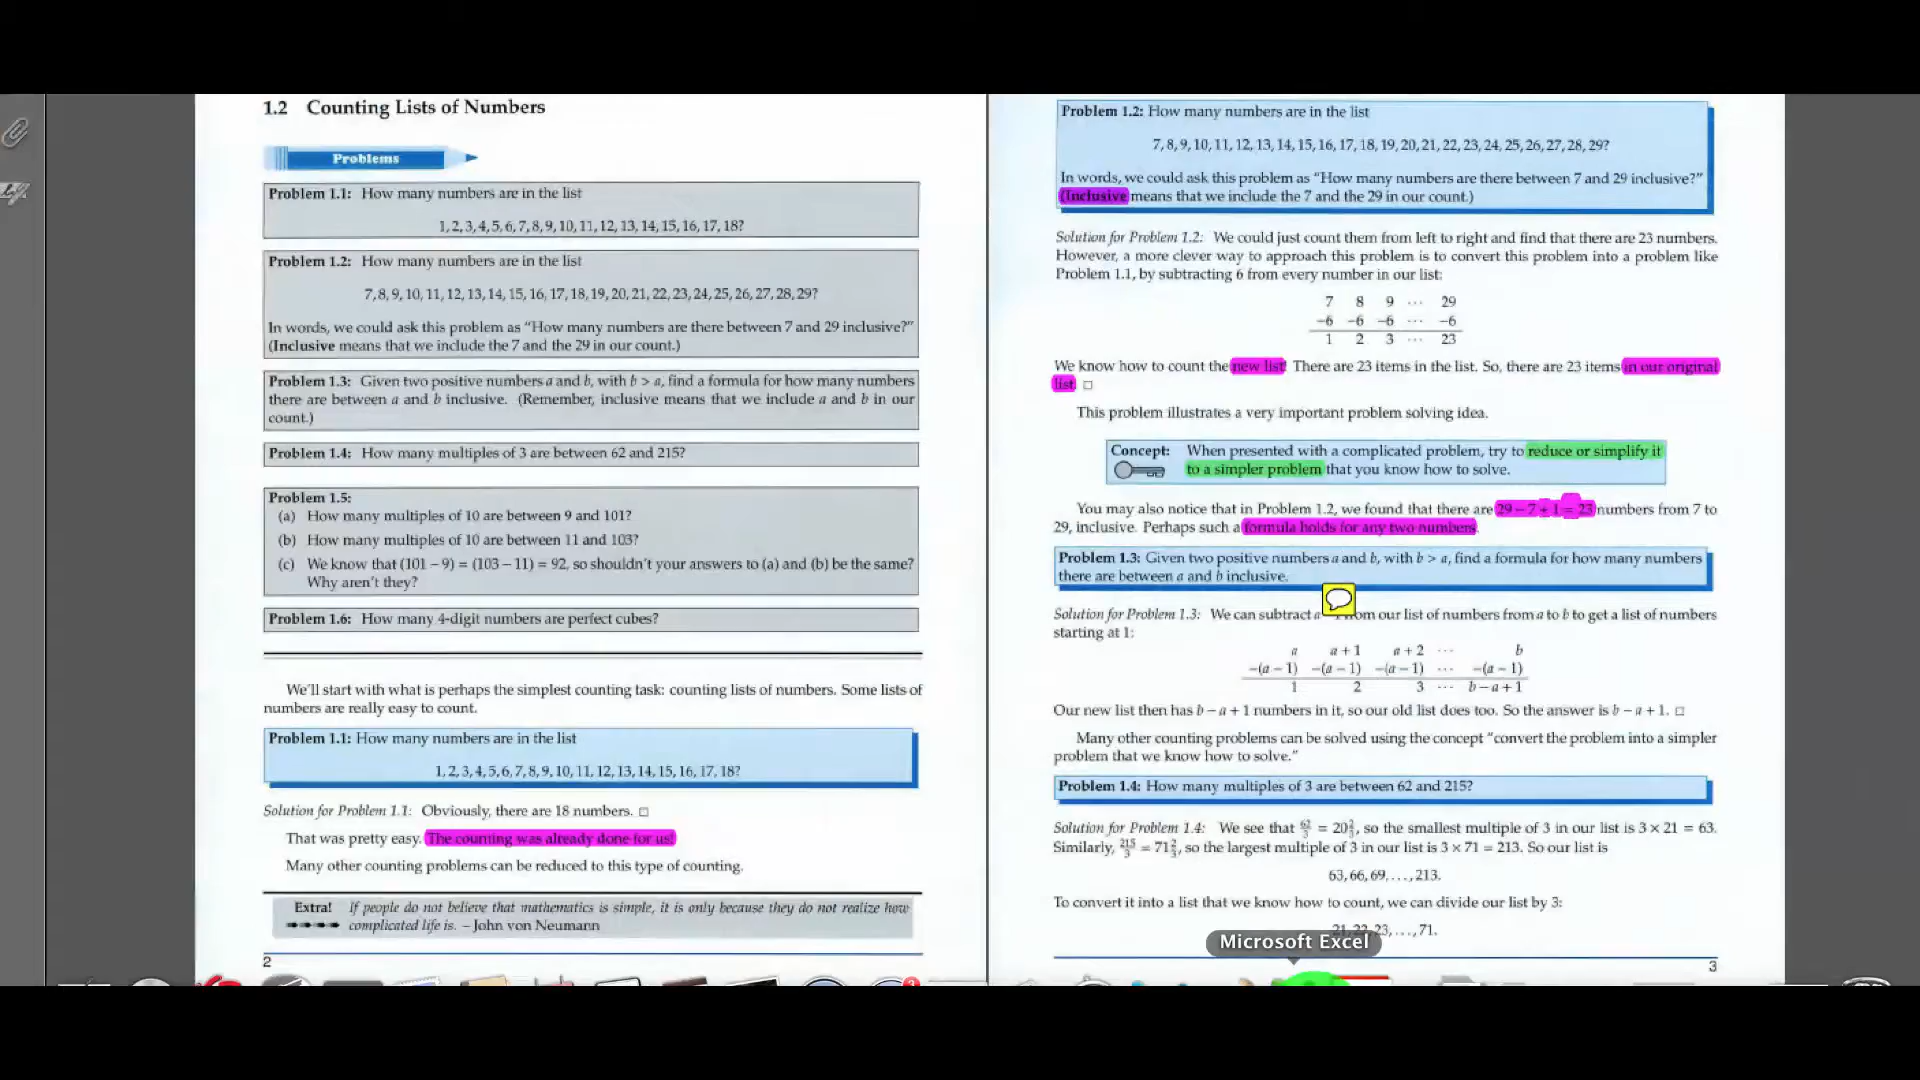 1.2 Counting Lists of Numbers
Problems
Problem 1.1: How many numbers are in the list
1, 2, 3, 4, 5, 6, 7, 8, 9, 10, 11, 12, 13, 14, 15, 16, 17, 18?
Problem 1.2: How many numbers are in the list
7, 8, 9, 10, 11, 12, 13, 14, 15, 16, 17, 18, 19, 20, 21, 22, 23, 24, 25, 26, 27, 28, 29?
In words, we could ask this problem as “How many numbers are there between 7 and 29 inclusive?”
(Inclusive means that we include the 7 and the 29 in our count.)
Problem 1.3: Given two positive numbers a and b, with b > a, find a formula for how many numbers
there are between a and b inclusive. (Remember, inclusive means that we include a and b in our
count.)
Problem 1.4: How many multiples of 3 are between 62 and 215?
Problem 1.5:
(a) How many multiples of 10 are between 9 and 101?
(b) How many multiples of 10 are between 11 and 103?
(c) We know that (101 − 9) = (103 − 11) = 92, so shouldn't your answers to (a) and (b) be the same?
Why aren't they?
Problem 1.6: How many 4-digit numbers are perfect cubes?
We'll start with what is perhaps the simplest counting task: counting lists of numbers. Some lists of
numbers are really easy to count.
Problem 1.1: How many numbers are in the list
1, 2, 3, 4, 5, 6, 7, 8, 9, 10, 11, 12, 13, 14, 15, 16, 17, 18?
Solution for Problem 1.1: Obviously, there are 18 numbers. □
That was pretty easy. The counting was already done for us!
Many other counting problems can be reduced to this type of counting.
Extra! If people do not believe that mathematics is simple, it is only because they do not realize how
complicated life is. – John von Neumann
2
Problem 1.2: How many numbers are in the list
7, 8, 9, 10, 11, 12, 13, 14, 15, 16, 17, 18, 19, 20, 21, 22, 23, 24, 25, 26, 27, 28, 29?
In words, we could ask this problem as “How many numbers are there between 7 and 29 inclusive?”
(Inclusive means that we include the 7 and the 29 in our count.)
Solution for Problem 1.2: We could just count them from left to right and find that there are 23 numbers.
However, a more clever way to approach this problem is to convert this problem into a problem like
Problem 1.1, by subtracting 6 from every number in our list:
7 8 9 ⋯ 29
−6 −6 −6 ⋯ −6
1 2 3 ⋯ 23
We know how to count the new list! There are 23 items in the list. So, there are 23 items in our original
list. □
This problem illustrates a very important problem solving idea.
Concept: When presented with a complicated problem, try to reduce or simplify it
to a simpler problem that you know how to solve.
You may also notice that in Problem 1.2, we found that there are 29 − 7 + 1 = 23 numbers from 7 to
29, inclusive. Perhaps such a formula holds for any two numbers.
Problem 1.3: Given two positive numbers a and b, with b > a, find a formula for how many numbers
there are between a and b inclusive.
Solution for Problem 1.3: We can subtract a from our list of numbers from a to b to get a list of numbers
starting at 1:
a a + 1 a + 2 ⋯ b
−(a − 1) −(a − 1) −(a − 1) ⋯ −(a − 1)
1 2 3 ⋯ b − a + 1
Our new list then has b − a + 1 numbers in it, so our old list does too. So the answer is b − a + 1. □
Many other counting problems can be solved using the concept “convert the problem into a simpler
problem that we know how to solve.”
Problem 1.4: How many multiples of 3 are between 62 and 215?
Solution for Problem 1.4: We see that 62/3 = 20 2/3, so the smallest multiple of 3 in our list is 3 × 21 = 63.
Similarly, 215/3 = 71 2/3, so the largest multiple of 3 in our list is 3 × 71 = 213. So our list is
63, 66, 69, . . . , 213.
To convert it into a list that we know how to count, we can divide our list by 3:
21, 22, 23, . . . , 71.
Microsoft Excel
3